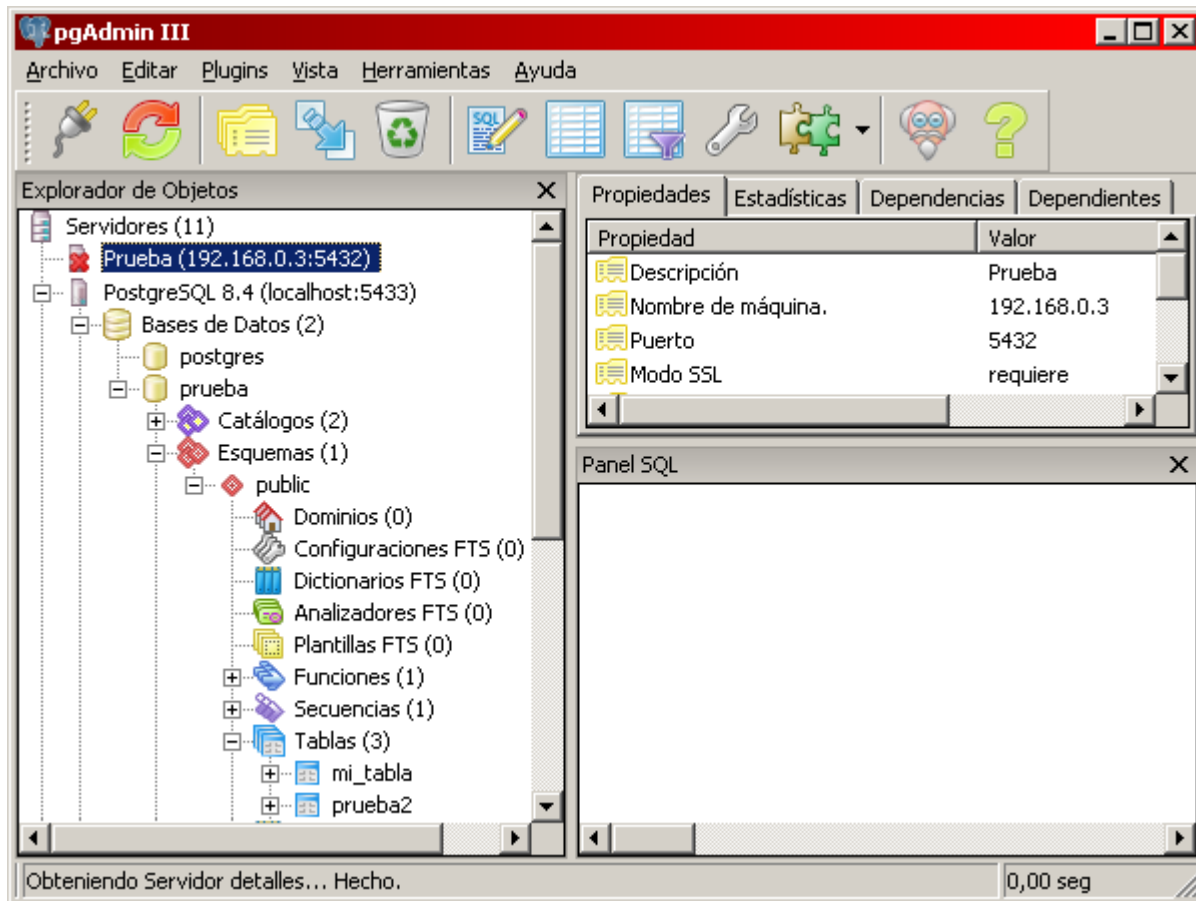 pgAdmin III
Archivo Editar Plugins Vista Herramientas Ayuda
SQL
Explorador de Objetos
Servidores (11)
Prueba (192.168.0.3:5432)
PostgreSQL 8.4 (localhost:5433)
Bases de Datos (2)
postgres
prueba
Catálogos (2)
Esquemas (1)
public
Dominios (0)
Configuraciones FTS (0)
Dictionarios FTS (0)
Analizadores FTS (0)
Plantillas FTS (0)
Funciones (1)
Secuencias (1)
Tablas (3)
mi_tabla
prueba2
Propiedades Estadísticas Dependencias Dependientes
Propiedad Valor
Descripción Prueba
Nombre de máquina. 192.168.0.3
Puerto 5432
Modo SSL requiere
Panel SQL
Obteniendo Servidor detalles... Hecho. 0,00 seg